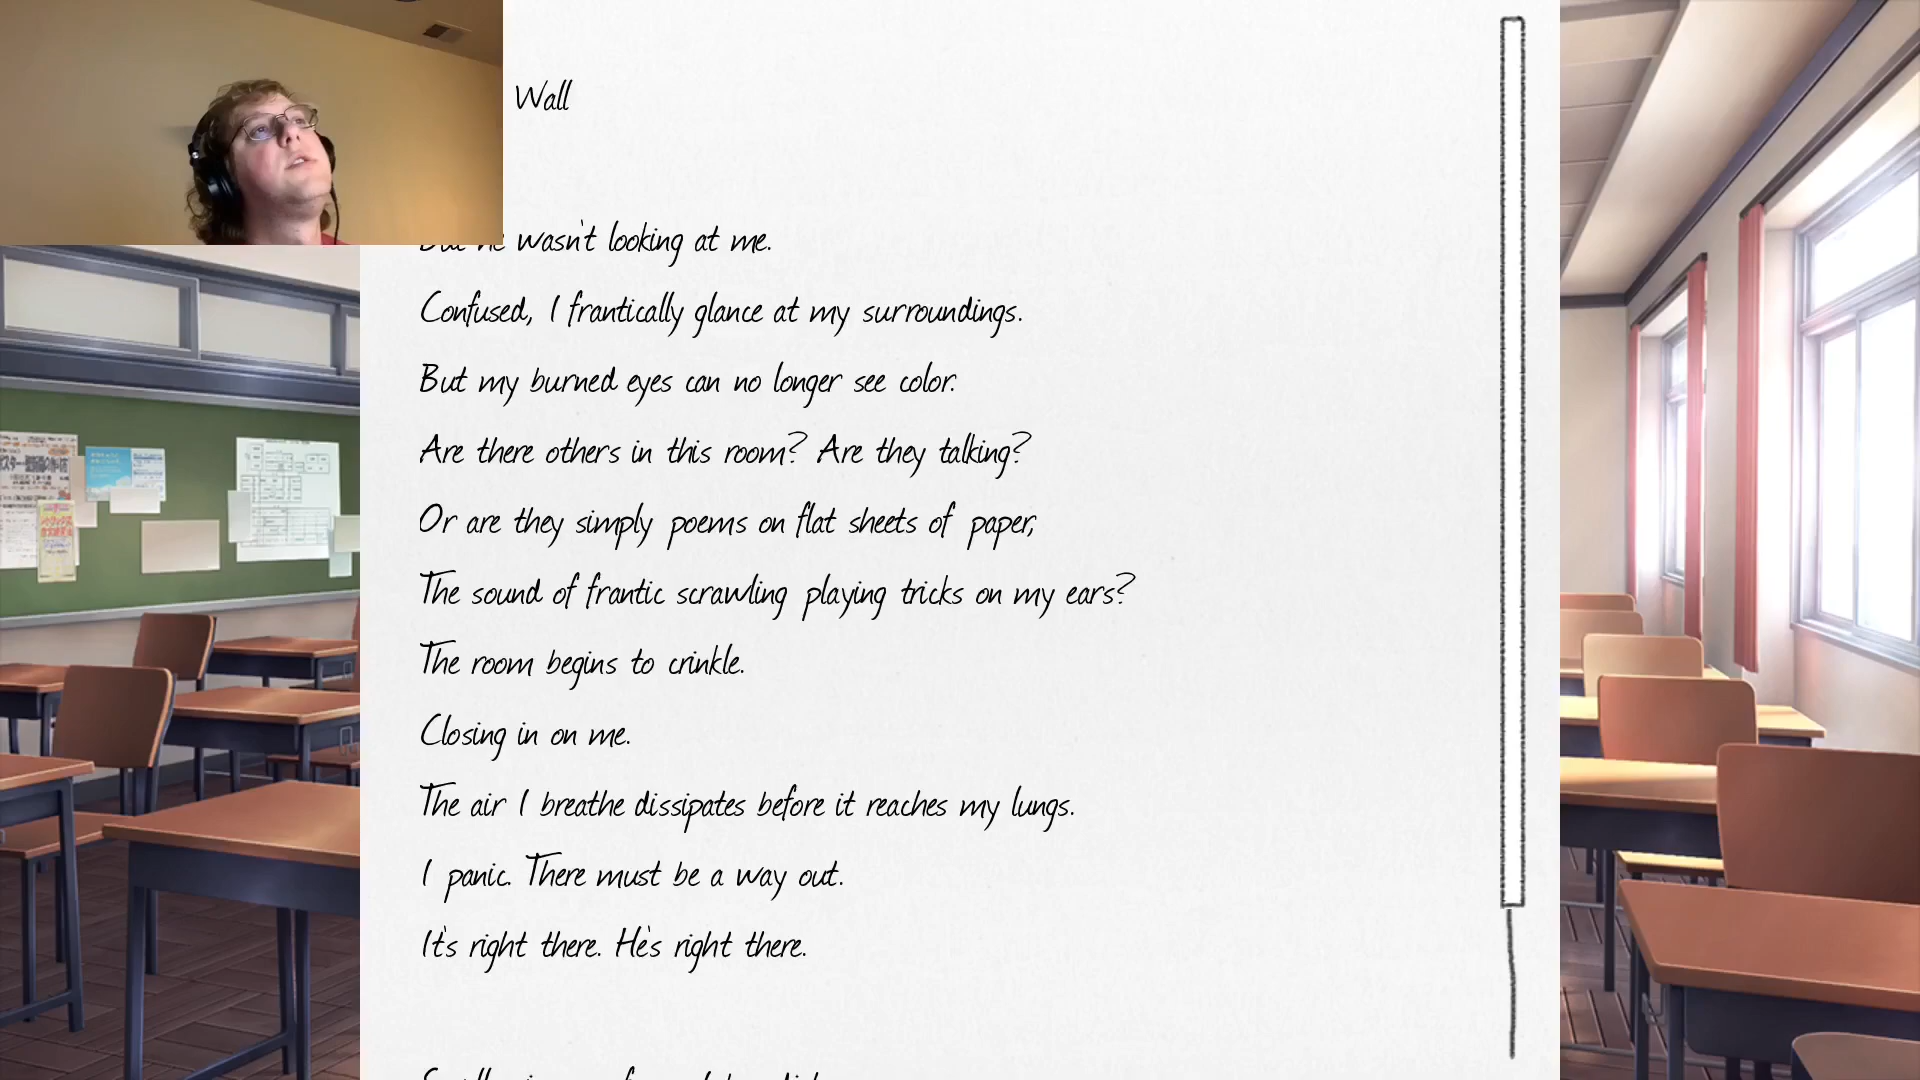 Wall
wasn't looking at me.
Confused, I frantically glance at my surroundings.
But my burned eyes can no longer see color.
Are there others in this room? Are they talking?
Or are they simply poems on flat sheets of paper,
The sound of frantic scrawling playing tricks on my ears?
The room begins to crinkle.
Closing in on me.
The air I breathe dissipates before it reaches my lungs.
I panic. There must be a way out.
It's right there. He's right there.